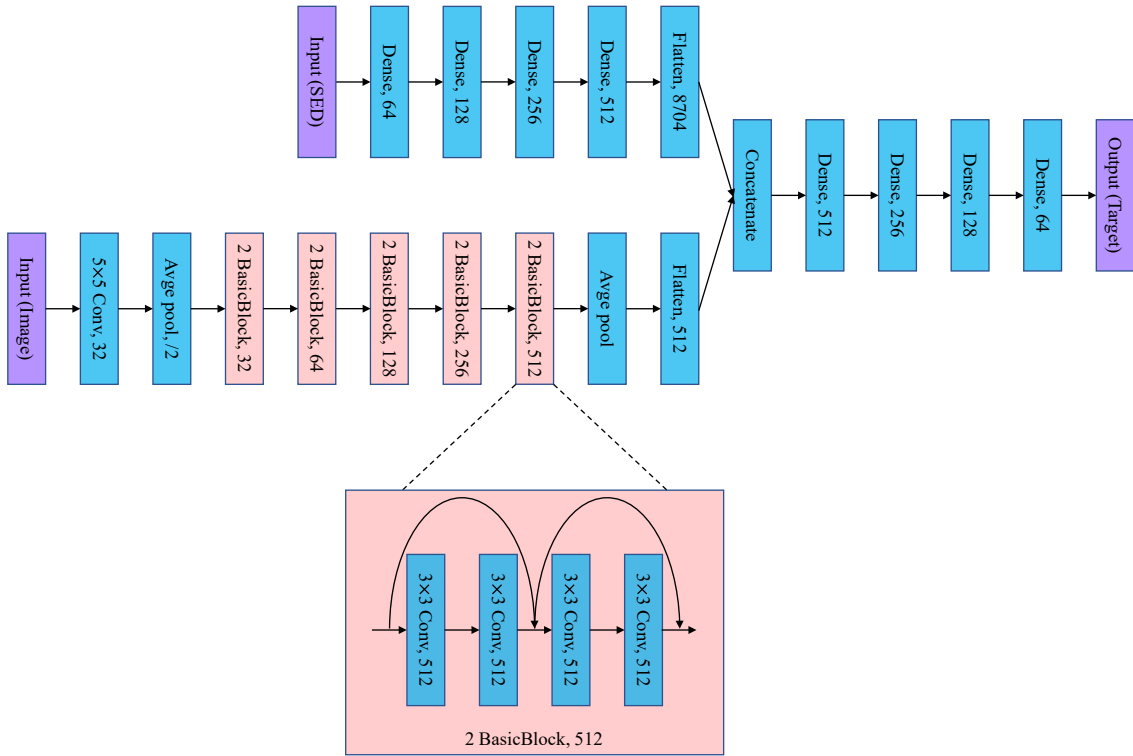 Input (SED)
Dense, 64
Dense, 128
Dense, 256
Dense, 512
Flatten, 8704
Concatenate
Dense, 512
Dense, 256
Dense, 128
Dense, 64
Output (Target)
Input (Image)
5×5 Conv, 32
Avge pool, /2
2 BasicBlock, 32
2 BasicBlock, 64
2 BasicBlock, 128
2 BasicBlock, 256
2 BasicBlock, 512
Avge pool
Flatten, 512
3×3 Conv, 512
3×3 Conv, 512
3×3 Conv, 512
3×3 Conv, 512
2 BasicBlock, 512